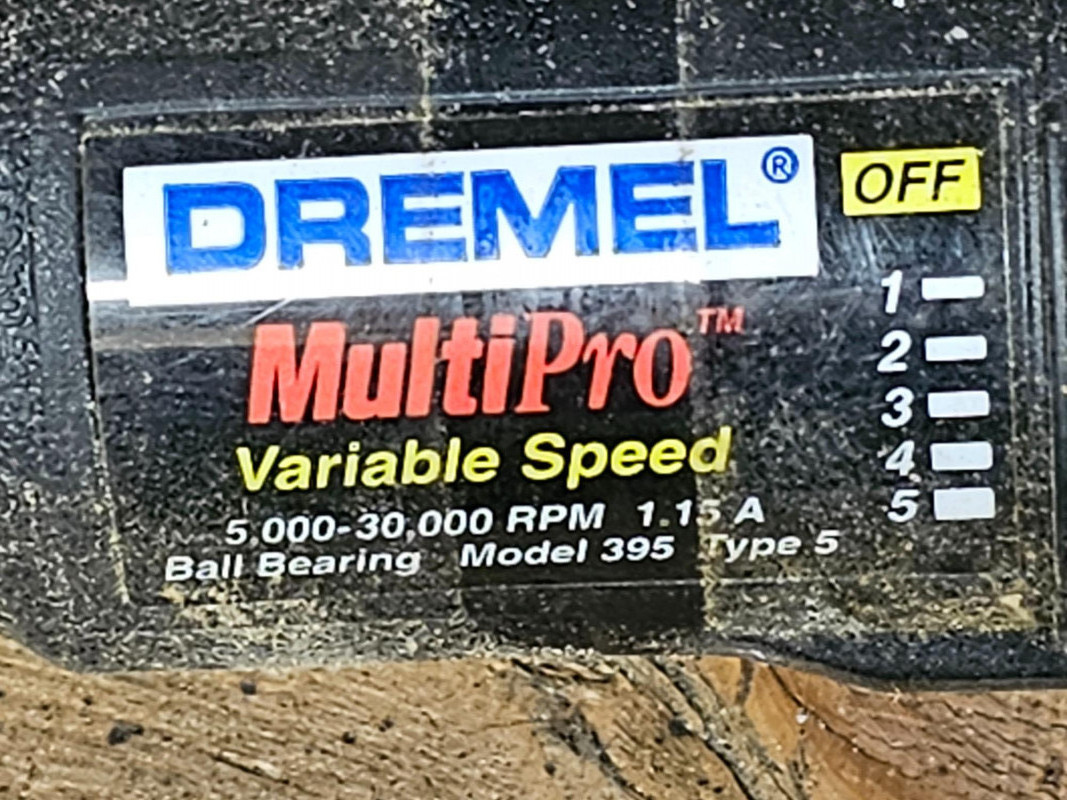 DREMEL®
OFF
MultiPro™
Variable Speed
5,000-30,000 RPM 1.15 A
Ball Bearing Model 395 Type 5
1
2
3
4
5